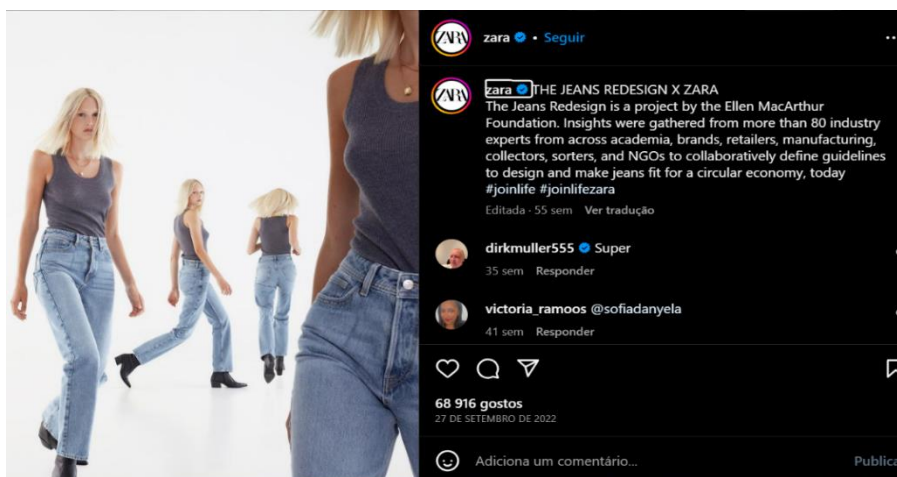 ZARA
zara • Seguir
ZARA
zara THE JEANS REDESIGN X ZARA
The Jeans Redesign is a project by the Ellen MacArthur
Foundation. Insights were gathered from more than 80 industry
experts from across academia, brands, retailers, manufacturing,
collectors, sorters, and NGOs to collaboratively define guidelines
to design and make jeans fit for a circular economy, today
#joinlife #joinlifezara
Editada · 55 sem Ver tradução
dirkmuller555 Super
35 sem Responder
victoria_ramoos @sofiadanyela
41 sem Responder
68 916 gostos
27 DE SETEMBRO DE 2022
Adiciona um comentário... Publica